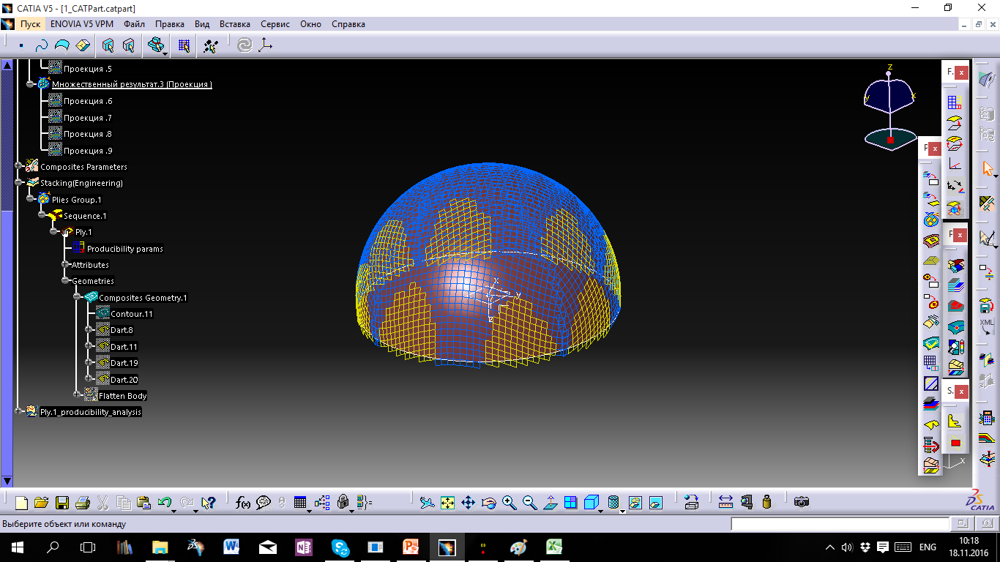 CATIA V5 - [1_CATPart.catpart]
Пуск ENOVIA V5 VPM Файл Правка Вид Вставка Сервис Окно Справка
Проекция .5
Множественный результат.3 (Проекция )
Проекция .6
Проекция .7
Проекция .8
Проекция .9
Composites Parameters
Stacking(Engineering)
Plies Group.1
Sequence.1
Ply.1
Producibility params
Attributes
Geometries
Composites Geometry.1
Contour.11
Dart.8
Dart.11
Dart.19
Dart.20
Flatten Body
Ply.1_producibility_analysis
z
y x
x
y
z
F.
P
P
S.
XML
x
f(x)
DS
CATIA
Выберите объект или команду
ENG
10:18
18.11.2016